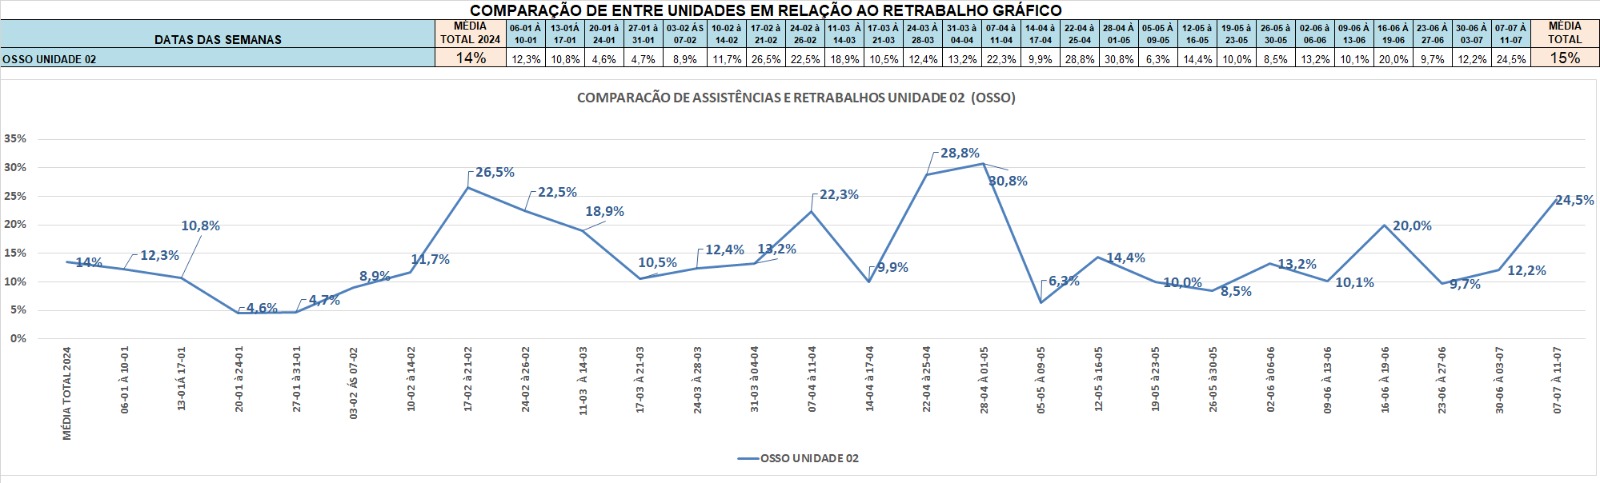 COMPARAÇÃO DE ENTRE UNIDADES EM RELAÇÃO AO RETRABALHO GRÁFICO
DATAS DAS SEMANAS MÉDIA TOTAL 2024 06-01 À 10-01 13-01À 17-01 20-01 à 24-01 27-01 à 31-01 03-02 ÁS 07-02 10-02 à 14-02 17-02 à 21-02 24-02 à 26-02 11-03 À 14-03 17-03 À 21-03 24-03 À 28-03 31-03 à 04-04 07-04 à 11-04 14-04 à 17-04 22-04 à 25-04 28-04 À 01-05 05-05 À 09-05 12-05 à 16-05 19-05 à 23-05 26-05 à 30-05 02-06 à 06-06 09-06 À 13-06 16-06 À 19-06 23-06 À 27-06 30-06 À 03-07 07-07 À 11-07 MÉDIA TOTAL
OSSO UNIDADE 02 14% 12,3% 10,8% 4,6% 4,7% 8,9% 11,7% 26,5% 22,5% 18,9% 10,5% 12,4% 13,2% 22,3% 9,9% 28,8% 30,8% 6,3% 14,4% 10,0% 8,5% 13,2% 10,1% 20,0% 9,7% 12,2% 24,5% 15%
COMPARACÃO DE ASSISTÊNCIAS E RETRABALHOS UNIDADE 02 (OSSO)
35%
30%
25%
20%
15%
10%
5%
0%
14%
12,3%
10,8%
4,6%
4,7%
8,9%
11,7%
26,5%
22,5%
18,9%
10,5%
12,4%
13,2%
22,3%
9,9%
28,8%
30,8%
6,3%
14,4%
10,0%
8,5%
13,2%
10,1%
20,0%
9,7%
12,2%
24,5%
MÉDIA TOTAL 2024
06-01 À 10-01
13-01À 17-01
20-01 à 24-01
27-01 à 31-01
03-02 ÁS 07-02
10-02 à 14-02
17-02 à 21-02
24-02 à 26-02
11-03 À 14-03
17-03 À 21-03
24-03 À 28-03
31-03 à 04-04
07-04 à 11-04
14-04 à 17-04
22-04 à 25-04
28-04 À 01-05
05-05 À 09-05
12-05 à 16-05
19-05 à 23-05
26-05 à 30-05
02-06 à 06-06
09-06 À 13-06
16-06 À 19-06
23-06 À 27-06
30-06 À 03-07
07-07 À 11-07
OSSO UNIDADE 02